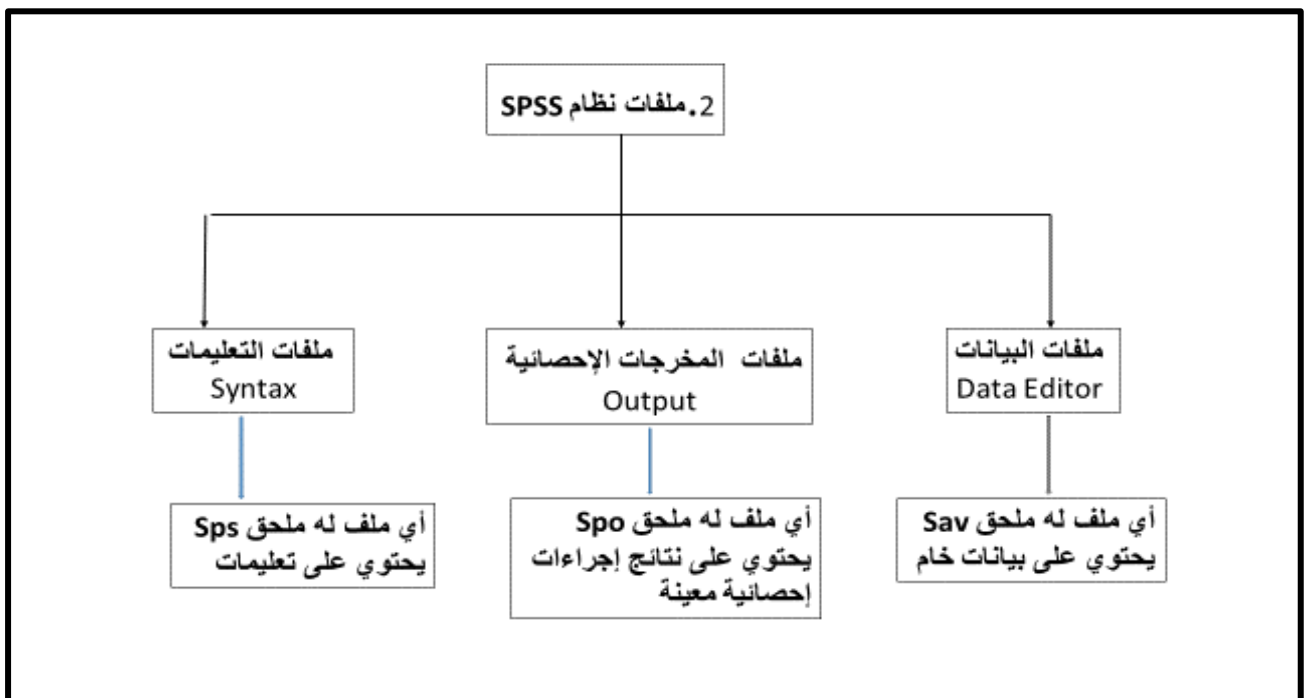 2. ملفات نظام SPSS
ملفات البيانات
Data Editor
ملفات المخرجات الإحصائية
Output
ملفات التعليمات
Syntax
أي ملف له ملحق Sav
يحتوي على بيانات خام
أي ملف له ملحق Spo
يحتوي على نتائج إجراءات
إحصائية معينة
أي ملف له ملحق Sps
يحتوي على تعليمات